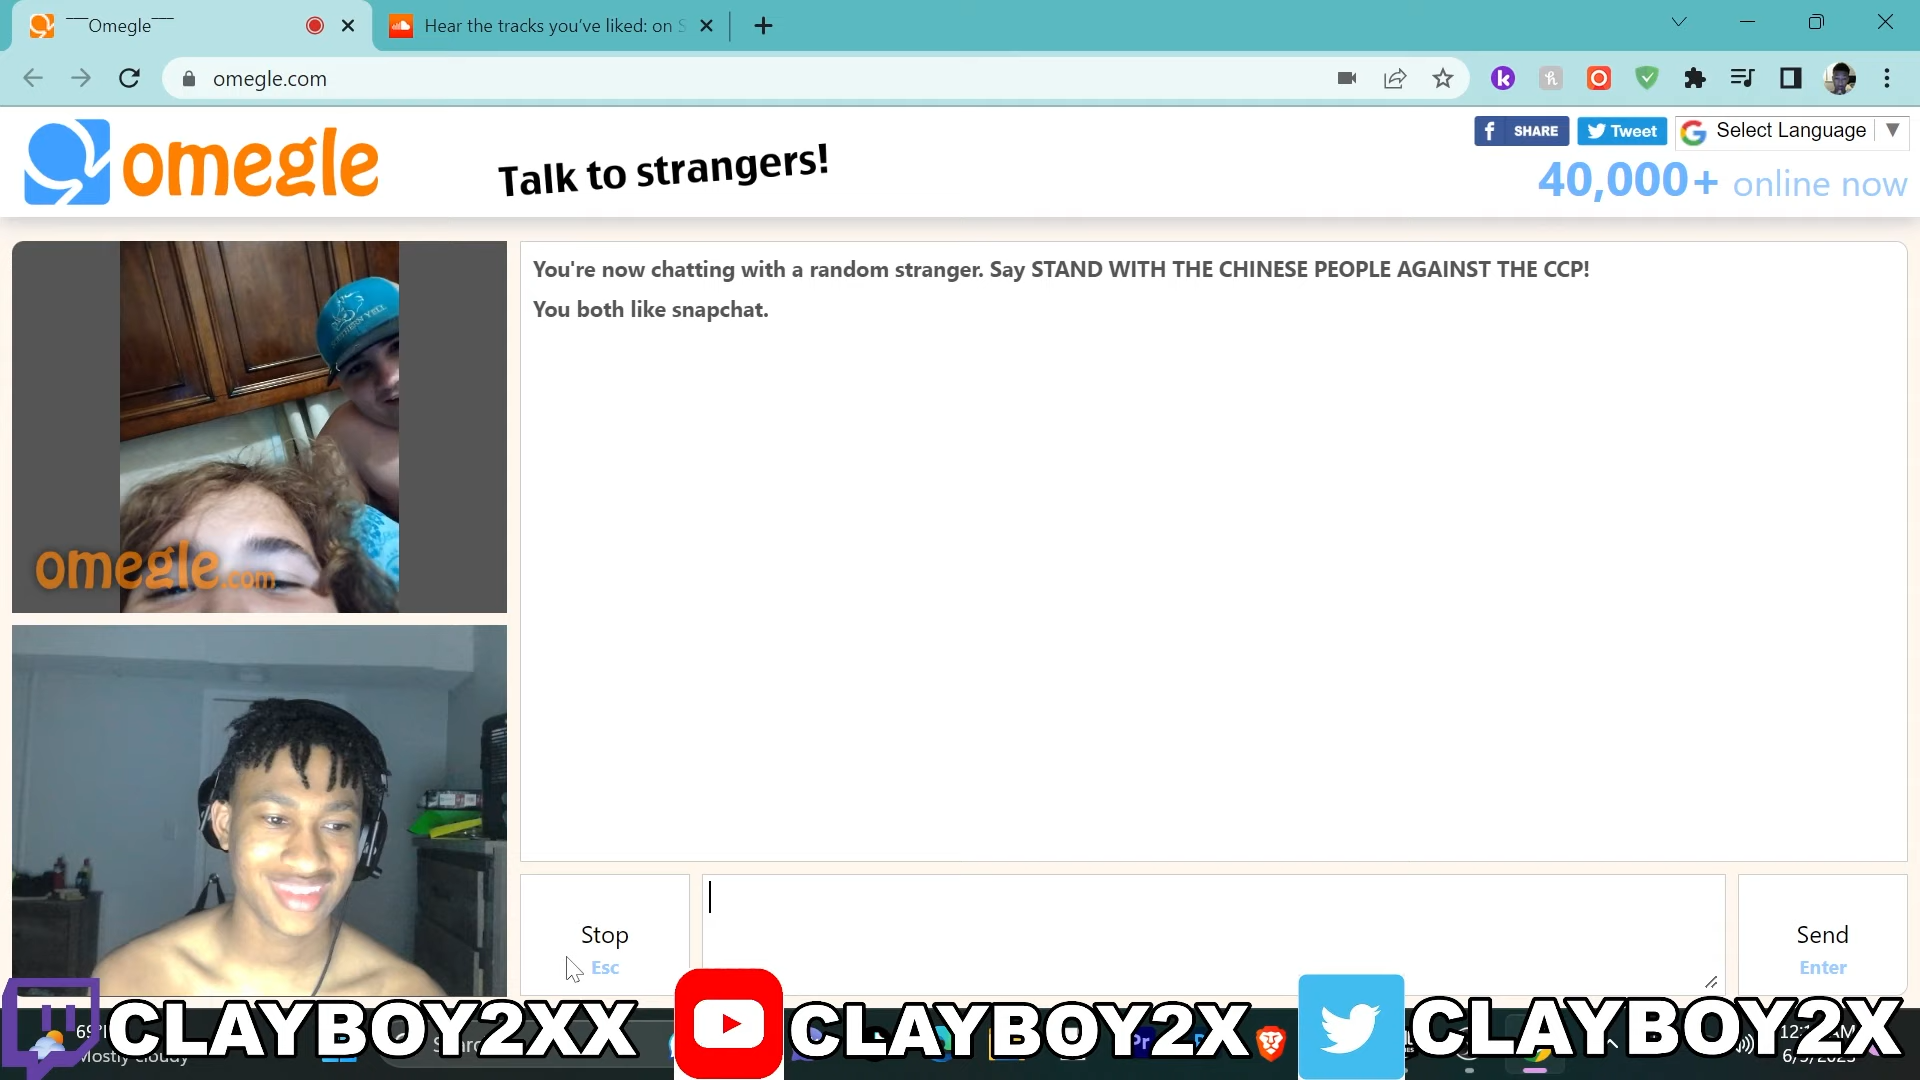 Omegle
Hear the tracks you've liked: on S
omegle.com
omegle
Talk to strangers!
SHARE
Tweet
Select Language
40,000+ online now
You're now chatting with a random stranger. Say STAND WITH THE CHINESE PEOPLE AGAINST THE CCP!
You both like snapchat.
omegle.com
Stop
Esc
Send
Enter
CLAYBOY2XX
CLAYBOY2X
CLAYBOY2X
Mostly cloudy